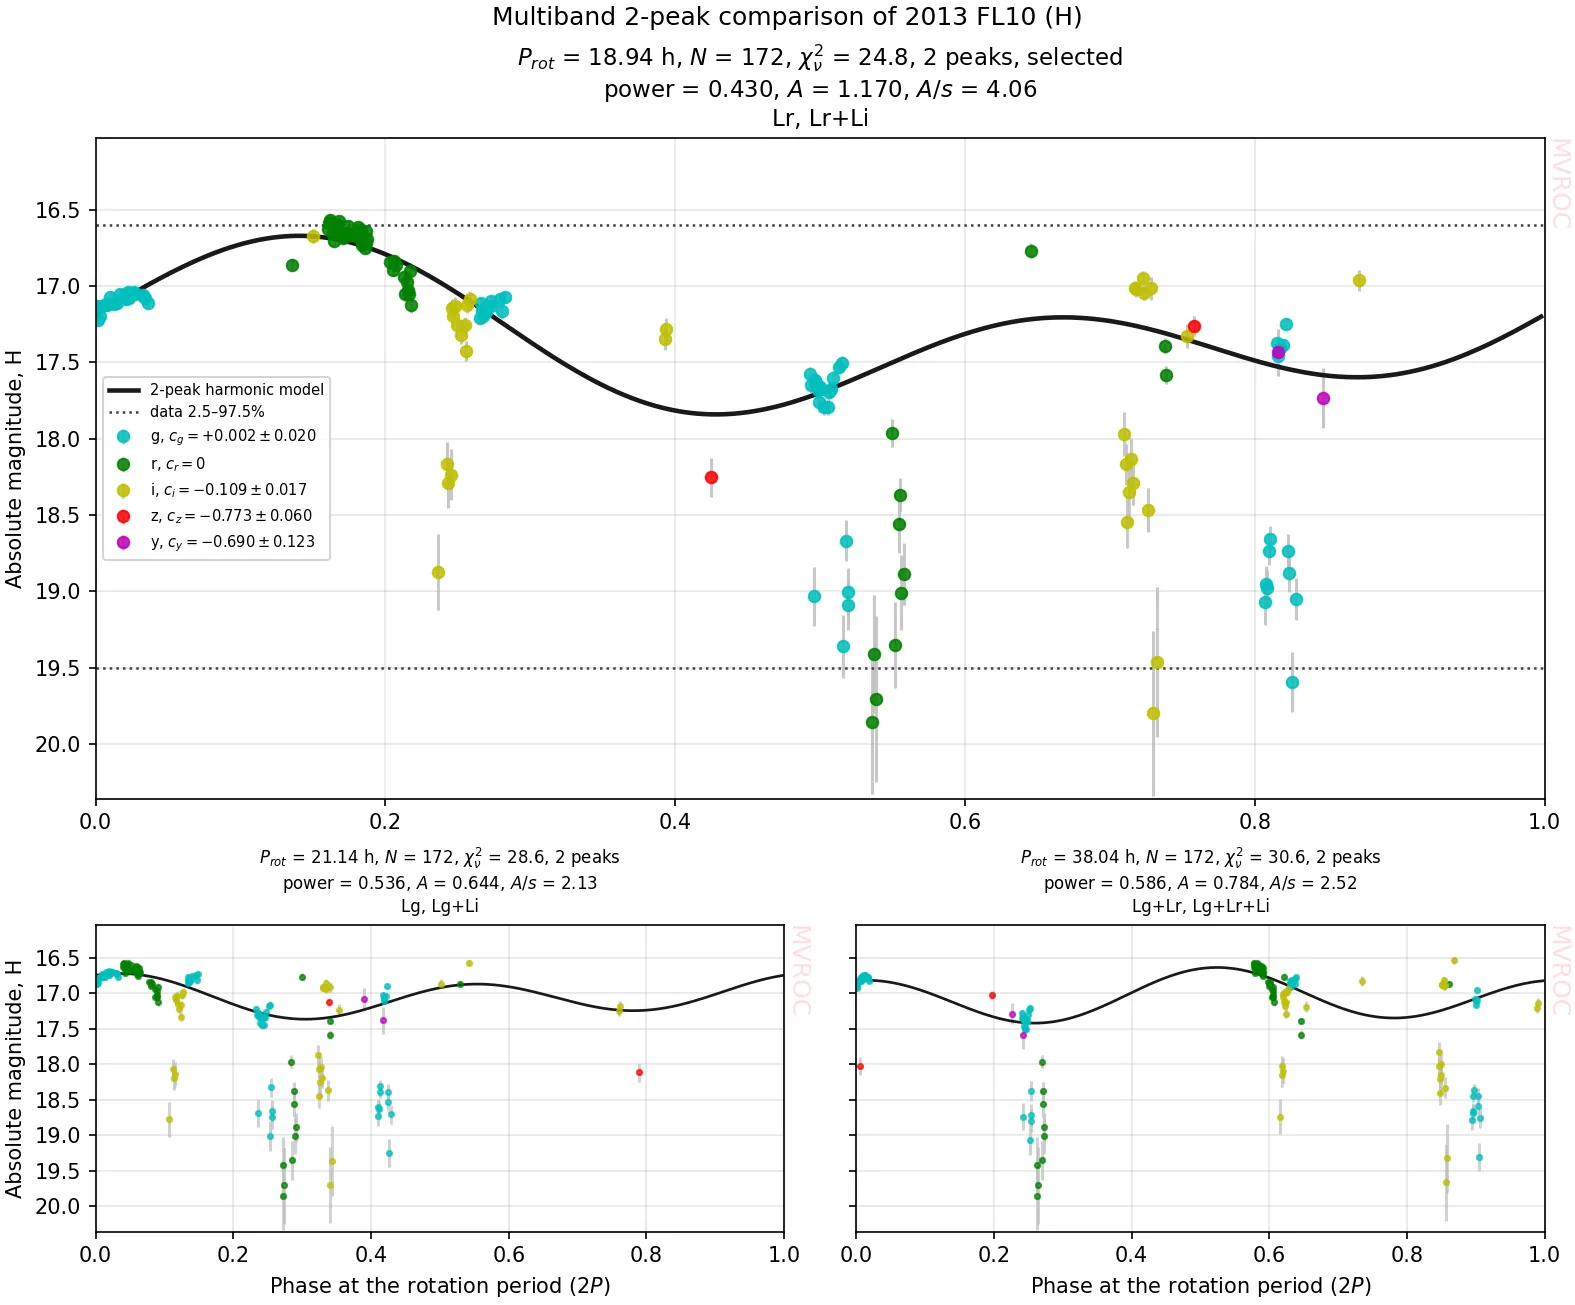 Multiband 2-peak comparison of 2013 FL10 (H)
P_rot = 18.94 h, N = 172, χ²_ν = 24.8, 2 peaks, selected
power = 0.430, A = 1.170, A/s = 4.06
Lr, Lr+Li
MVROC
Absolute magnitude, H
16.5
17.0
17.5
18.0
18.5
19.0
19.5
20.0
2-peak harmonic model
data 2.5–97.5%
g, c_g = +0.002 ± 0.020
r, c_r = 0
i, c_i = −0.109 ± 0.017
z, c_z = −0.773 ± 0.060
y, c_y = −0.690 ± 0.123
0.0 0.2 0.4 0.6 0.8 1.0
P_rot = 21.14 h, N = 172, χ²_ν = 28.6, 2 peaks
power = 0.536, A = 0.644, A/s = 2.13
Lg, Lg+Li
MVROC
Absolute magnitude, H
16.5
17.0
17.5
18.0
18.5
19.0
19.5
20.0
0.0 0.2 0.4 0.6 0.8 1.0
Phase at the rotation period (2P)
P_rot = 38.04 h, N = 172, χ²_ν = 30.6, 2 peaks
power = 0.586, A = 0.784, A/s = 2.52
Lg+Lr, Lg+Lr+Li
MVROC
0.0 0.2 0.4 0.6 0.8 1.0
Phase at the rotation period (2P)